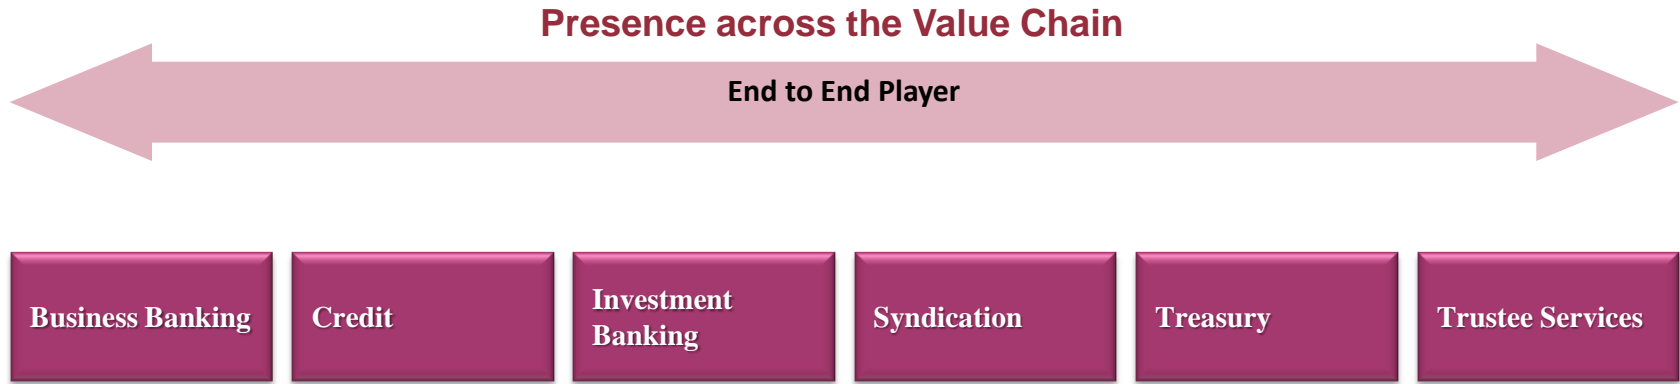 Presence across the Value Chain
End to End Player
Business Banking
Credit
Investment
Banking
Syndication
Treasury
Trustee Services